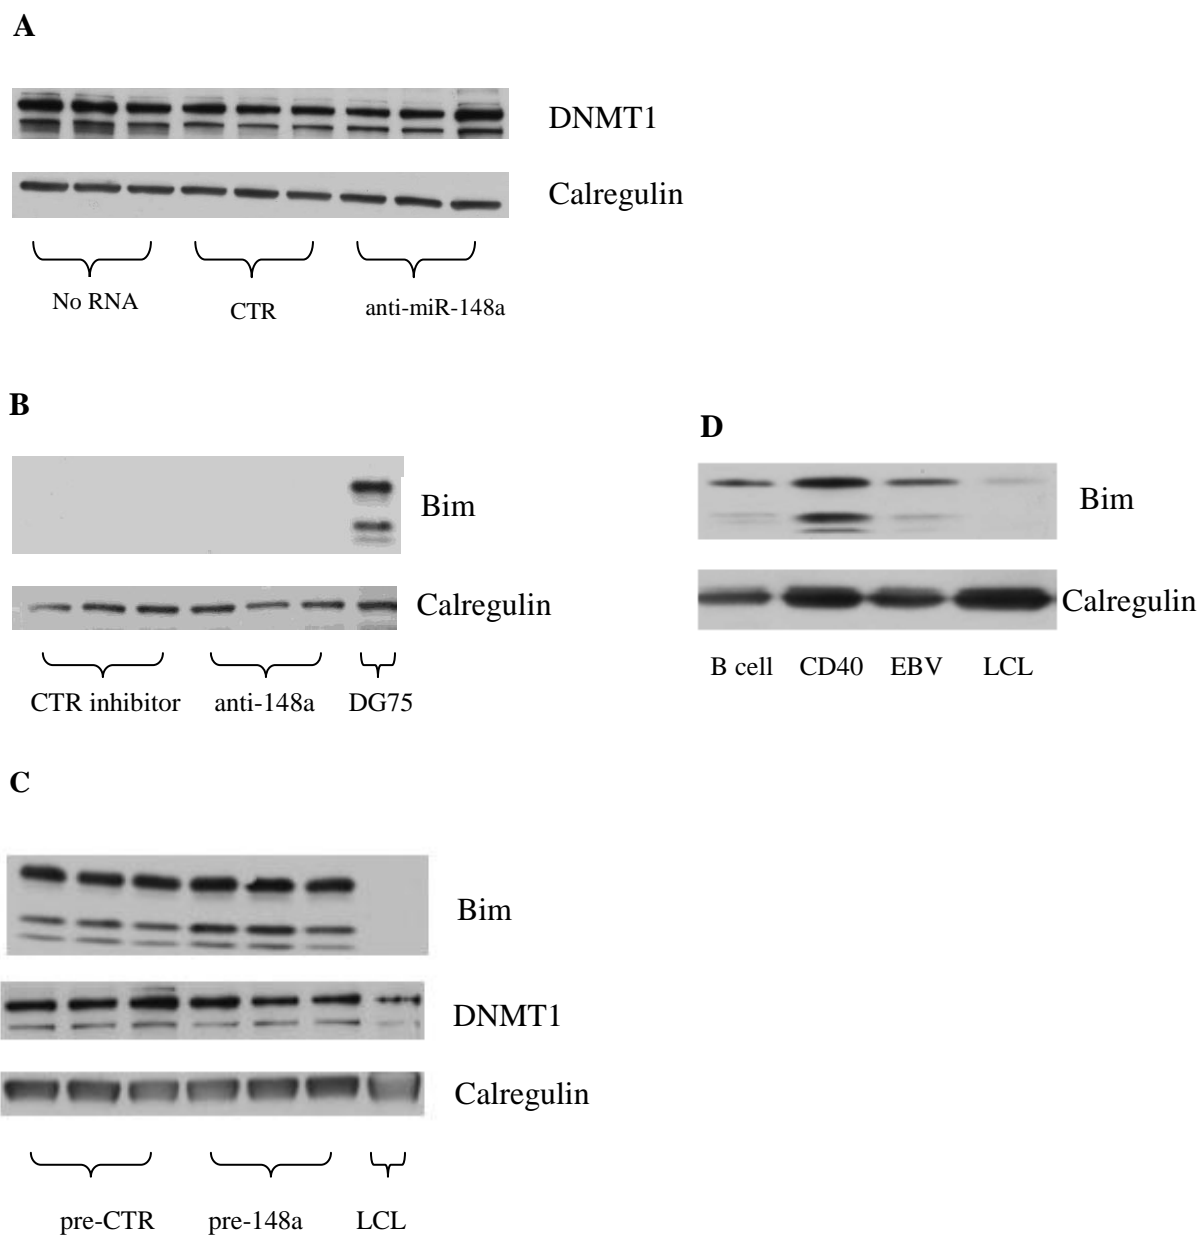 A
DNMT1
Calregulin
No RNA CTR anti-miR-148a
B
Bim
Calregulin
CTR inhibitor anti-148a DG75
D
Bim
Calregulin
B cell CD40 EBV LCL
C
Bim
DNMT1
Calregulin
pre-CTR pre-148a LCL